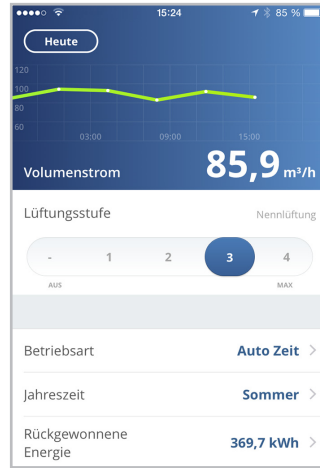 15:24
85 %
Heute
120
100
80
60
03:00 09:00 15:00
Volumenstrom 85,9 m³/h
Lüftungsstufe Nennlüftung
- 1 2 3 4
AUS MAX
Betriebsart Auto Zeit
Jahreszeit Sommer
Rückgewonnene
Energie 369,7 kWh